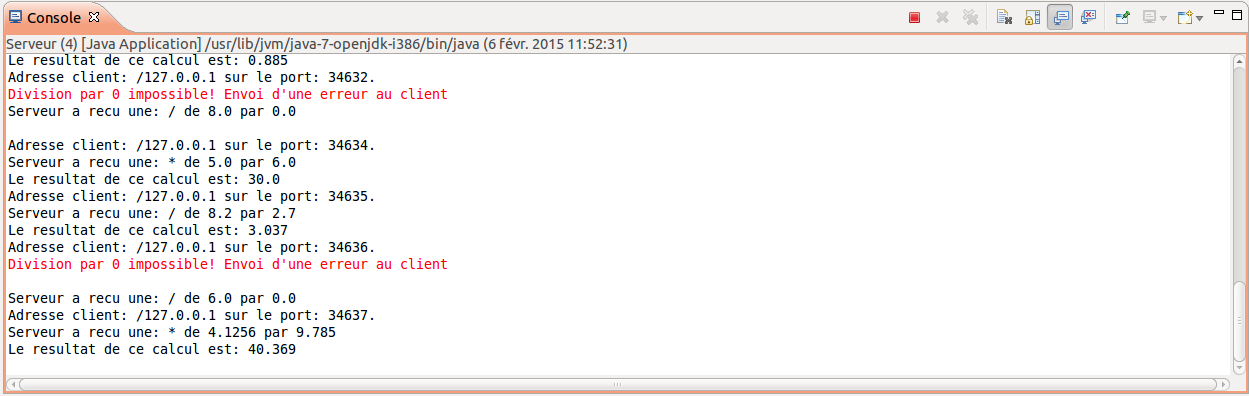 Console
Serveur (4) [Java Application] /usr/lib/jvm/java-7-openjdk-i386/bin/java (6 févr. 2015 11:52:31)
Le resultat de ce calcul est: 0.885
Adresse client: /127.0.0.1 sur le port: 34632.
Division par 0 impossible! Envoi d'une erreur au client
Serveur a recu une: / de 8.0 par 0.0
Adresse client: /127.0.0.1 sur le port: 34634.
Serveur a recu une: * de 5.0 par 6.0
Le resultat de ce calcul est: 30.0
Adresse client: /127.0.0.1 sur le port: 34635.
Serveur a recu une: / de 8.2 par 2.7
Le resultat de ce calcul est: 3.037
Adresse client: /127.0.0.1 sur le port: 34636.
Division par 0 impossible! Envoi d'une erreur au client
Serveur a recu une: / de 6.0 par 0.0
Adresse client: /127.0.0.1 sur le port: 34637.
Serveur a recu une: * de 4.1256 par 9.785
Le resultat de ce calcul est: 40.369